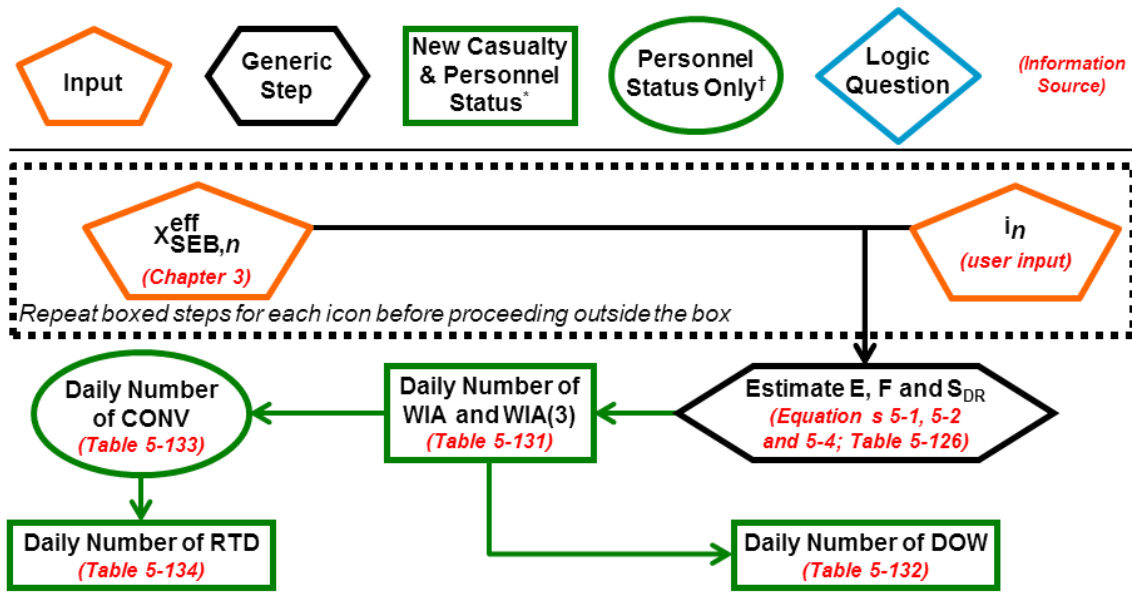 Input
Generic
Step
New Casualty
& Personnel
Status*
Personnel
Status Only†
Logic
Question
(Information
Source)
X^eff_SEB,n
(Chapter 3)
i_n
(user input)
Repeat boxed steps for each icon before proceeding outside the box
Daily Number
of CONV
(Table 5-133)
Daily Number of
WIA and WIA(3)
(Table 5-131)
Estimate E, F and S_DR
(Equation s 5-1, 5-2
and 5-4; Table 5-126)
Daily Number of RTD
(Table 5-134)
Daily Number of DOW
(Table 5-132)